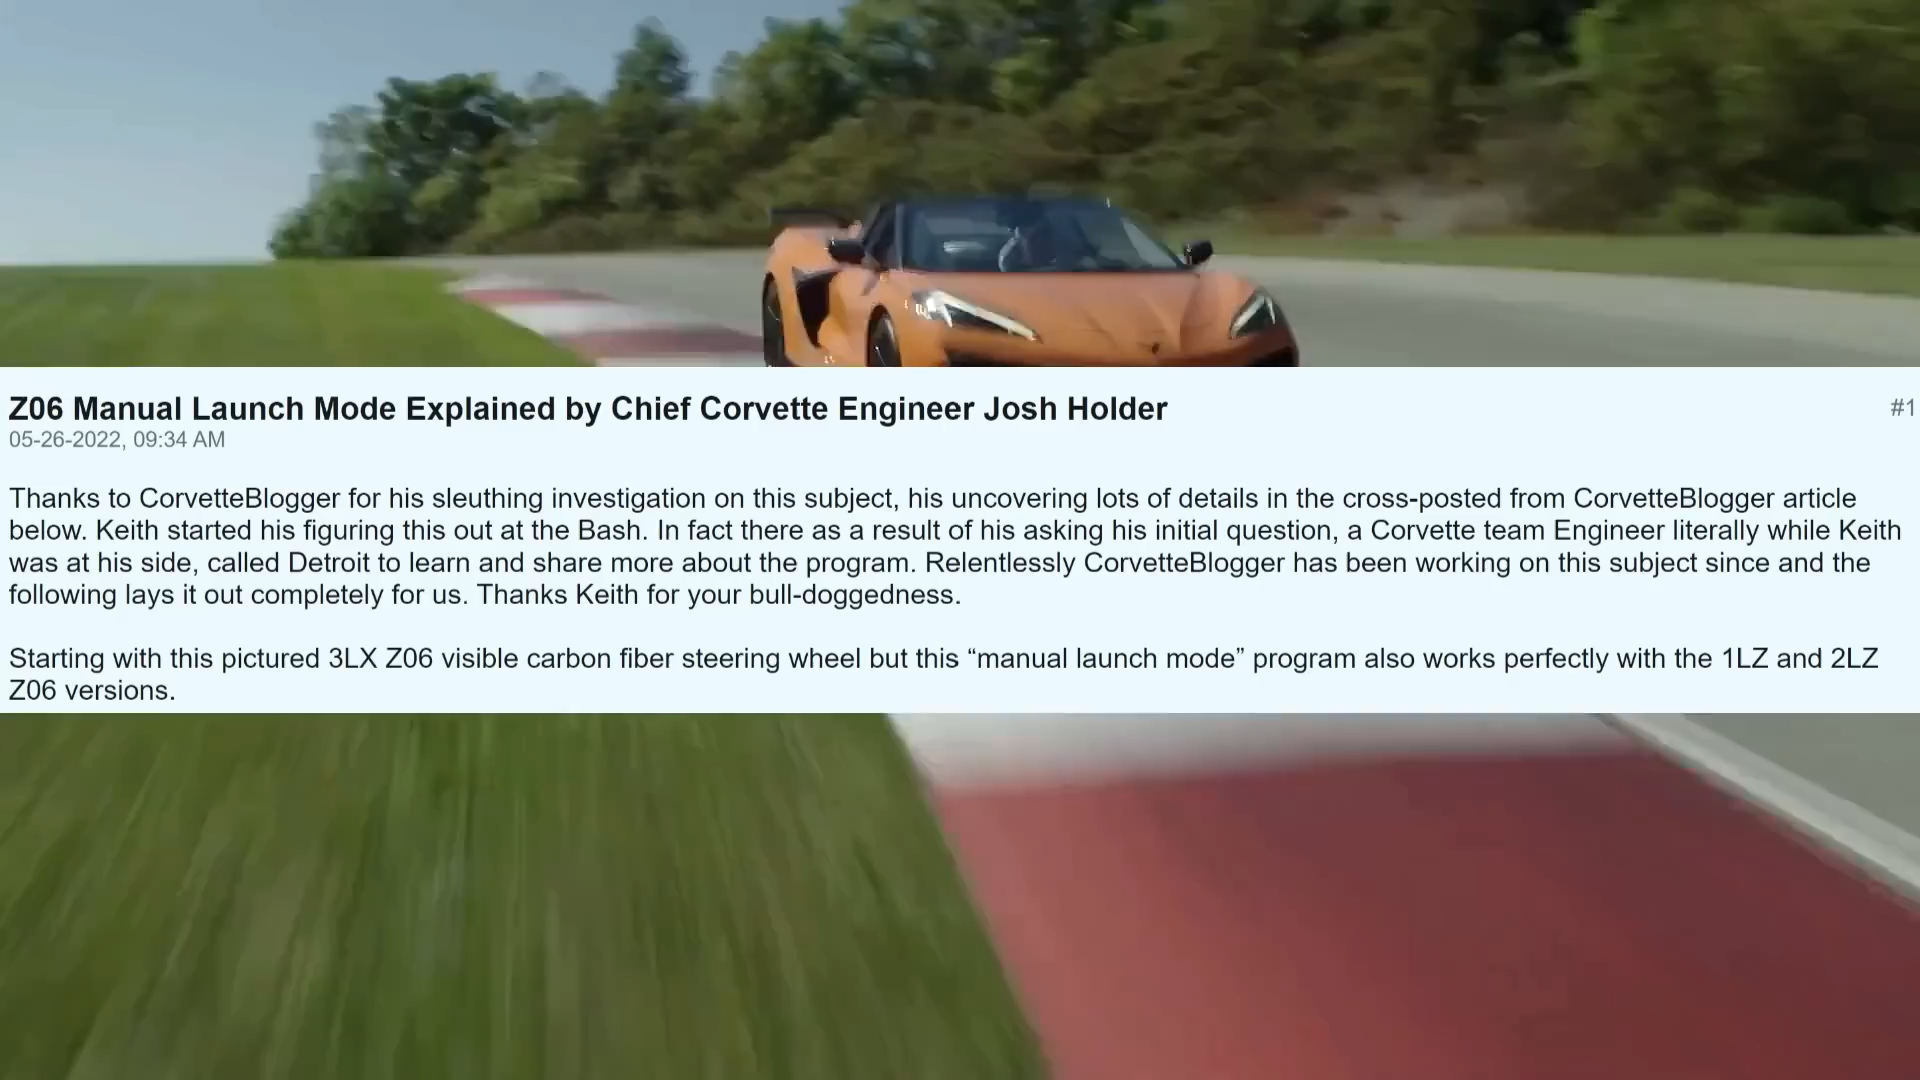 Z06 Manual Launch Mode Explained by Chief Corvette Engineer Josh Holder
#1
05-26-2022, 09:34 AM
Thanks to CorvetteBlogger for his sleuthing investigation on this subject, his uncovering lots of details in the cross-posted from CorvetteBlogger article
below. Keith started his figuring this out at the Bash. In fact there as a result of his asking his initial question, a Corvette team Engineer literally while Keith
was at his side, called Detroit to learn and share more about the program. Relentlessly CorvetteBlogger has been working on this subject since and the
following lays it out completely for us. Thanks Keith for your bull-doggedness.
Starting with this pictured 3LX Z06 visible carbon fiber steering wheel but this “manual launch mode” program also works perfectly with the 1LZ and 2LZ
Z06 versions.